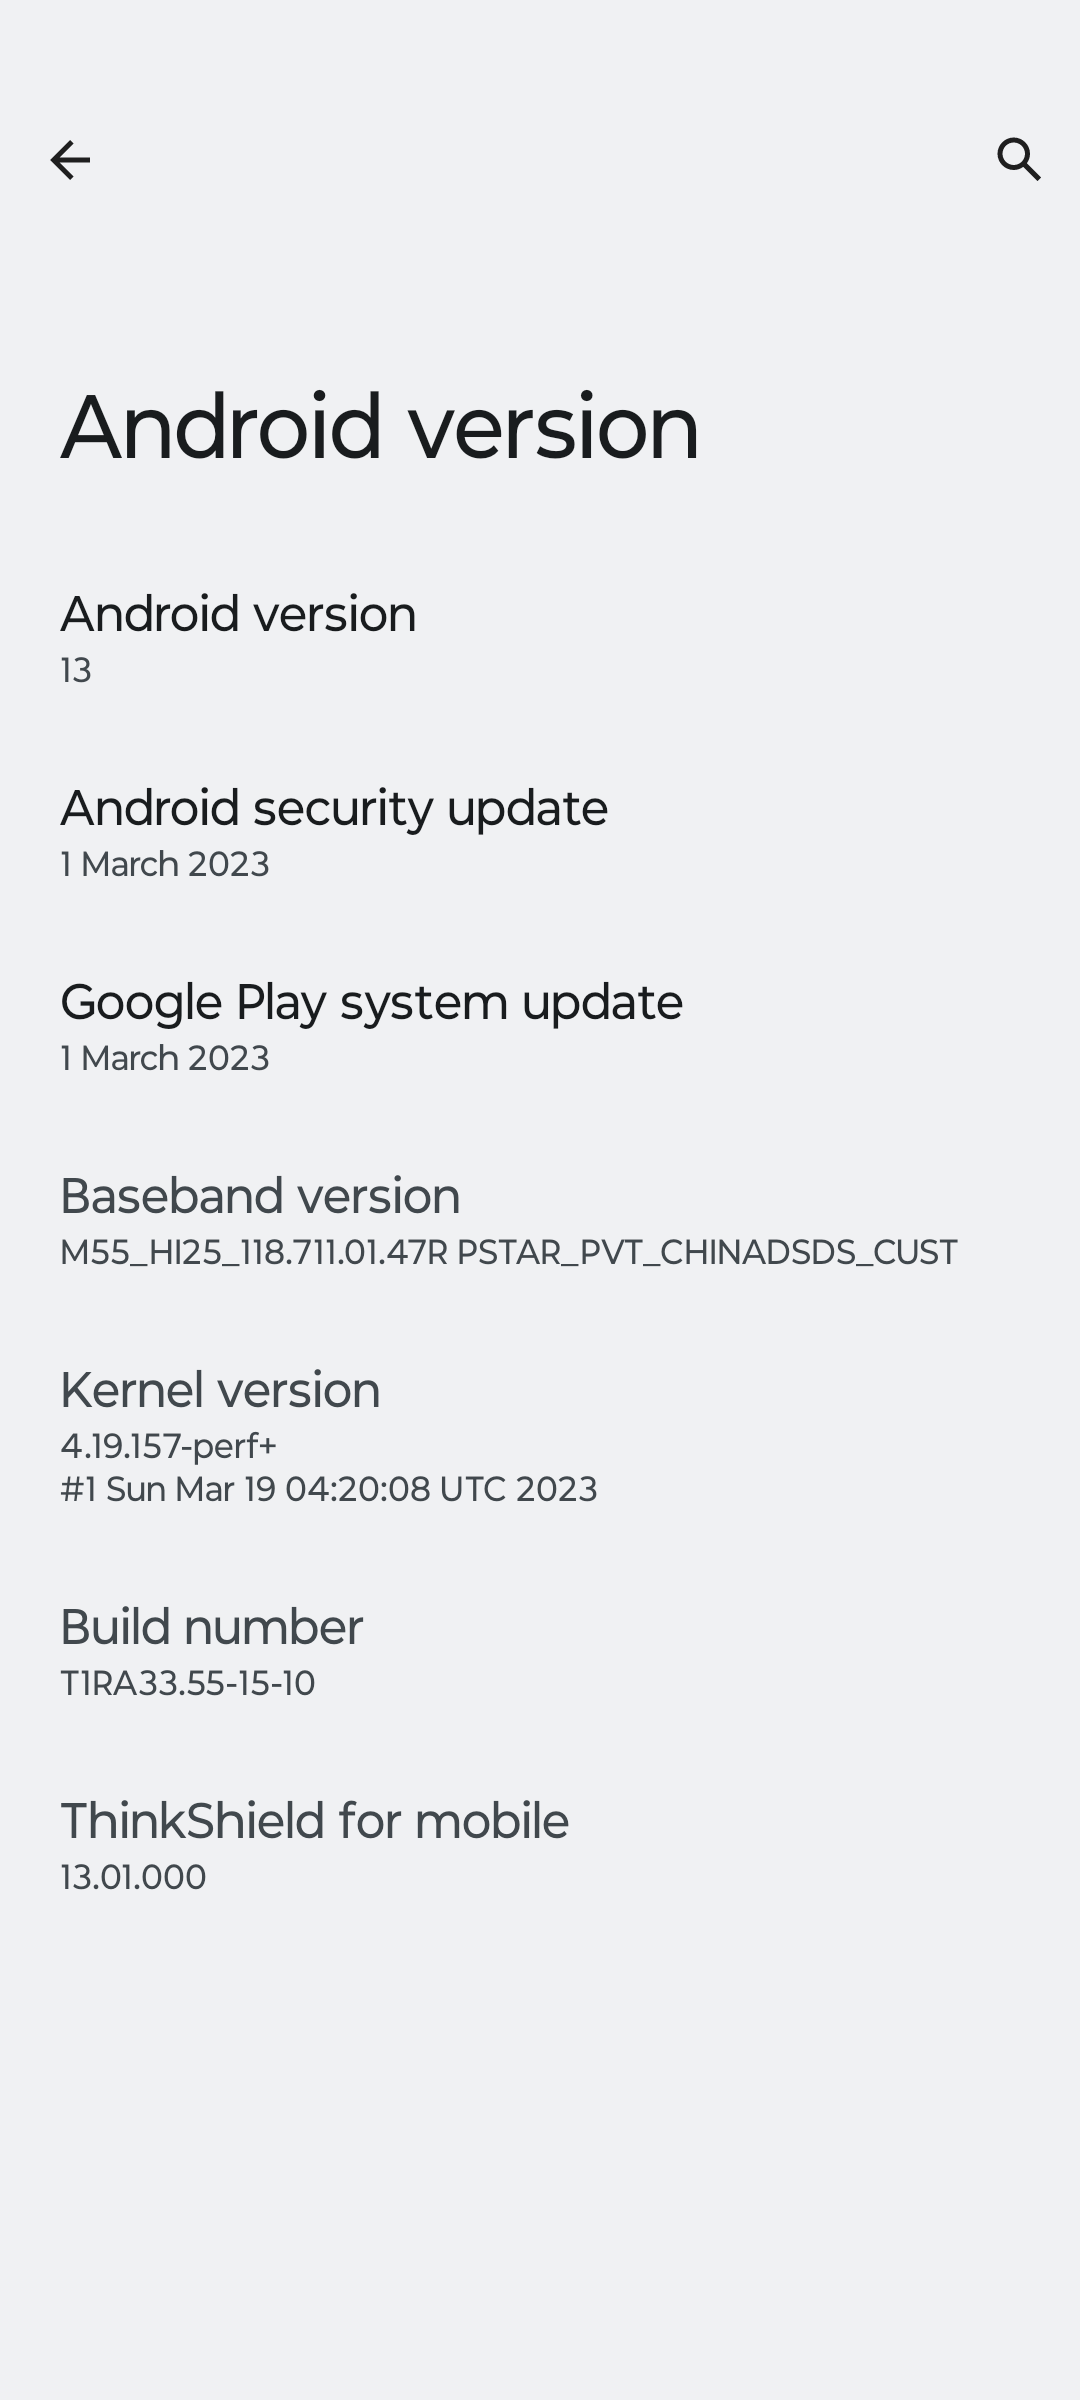 Android version
Android version
13
Android security update
1 March 2023
Google Play system update
1 March 2023
Baseband version
M55_HI25_118.711.01.47R PSTAR_PVT_CHINADSDS_CUST
Kernel version
4.19.157-perf+
#1 Sun Mar 19 04:20:08 UTC 2023
Build number
T1RA33.55-15-10
ThinkShield for mobile
13.01.000